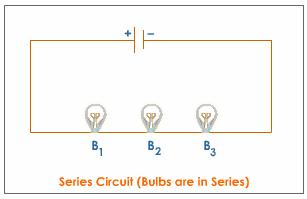 + −
B1 B2 B3
Series Circuit (Bulbs are in Series)